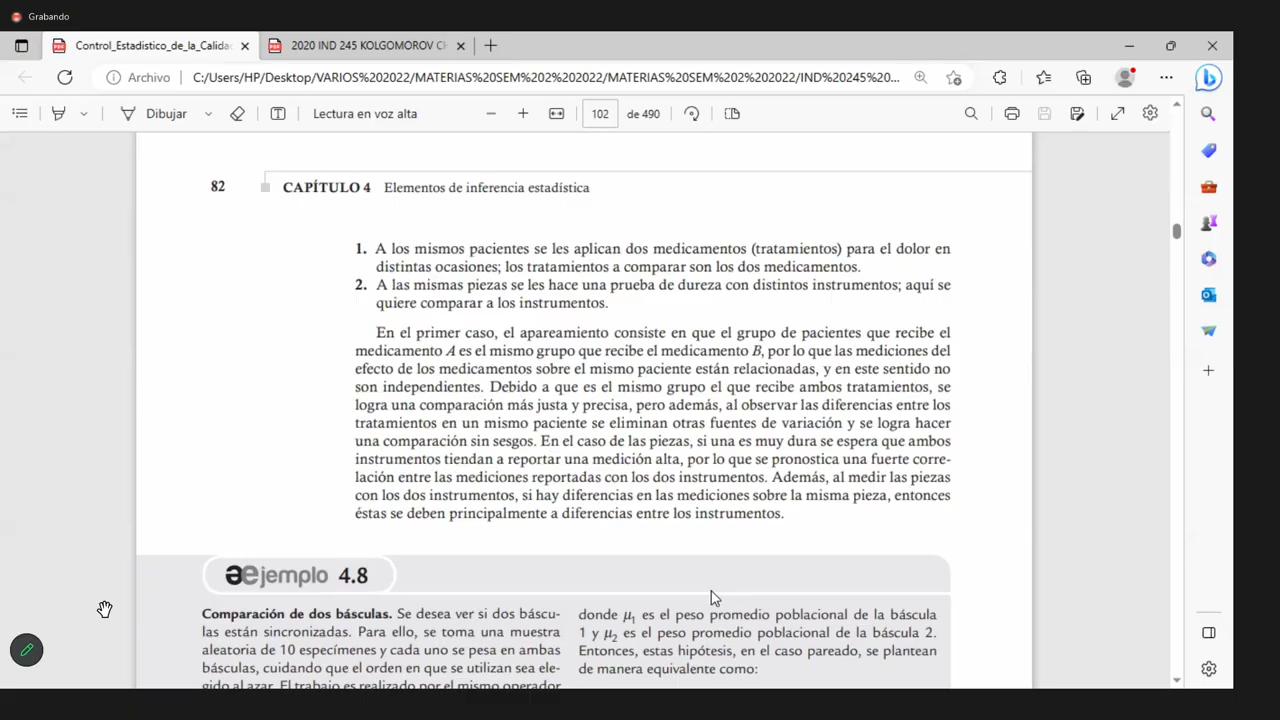 Grabando
Control_Estadistico_de_la_Calida
2020 IND 245 KOLGOMOROV CH
Archivo
C:/Users/HP/Desktop/VARIOS%202022/MATERIAS%20SEM%202%202022/MATERIAS%20SEM%202%202022/IND%20245%20...
Dibujar
Lectura en voz alta
102 de 490
82 CAPÍTULO 4 Elementos de inferencia estadística
1. A los mismos pacientes se les aplican dos medicamentos (tratamientos) para el dolor en
distintas ocasiones; los tratamientos a comparar son los dos medicamentos.
2. A las mismas piezas se les hace una prueba de dureza con distintos instrumentos; aquí se
quiere comparar a los instrumentos.
En el primer caso, el apareamiento consiste en que el grupo de pacientes que recibe el
medicamento A es el mismo grupo que recibe el medicamento B, por lo que las mediciones del
efecto de los medicamentos sobre el mismo paciente están relacionadas, y en este sentido no
son independientes. Debido a que es el mismo grupo el que recibe ambos tratamientos, se
logra una comparación más justa y precisa, pero además, al observar las diferencias entre los
tratamientos en un mismo paciente se eliminan otras fuentes de variación y se logra hacer
una comparación sin sesgos. En el caso de las piezas, si una es muy dura se espera que ambos
instrumentos tiendan a reportar una medición alta, por lo que se pronostica una fuerte corre-
lación entre las mediciones reportadas con los dos instrumentos. Además, al medir las piezas
con los dos instrumentos, si hay diferencias en las mediciones sobre la misma pieza, entonces
éstas se deben principalmente a diferencias entre los instrumentos.
ejemplo 4.8
Comparación de dos básculas. Se desea ver si dos báscu-
las están sincronizadas. Para ello, se toma una muestra
aleatoria de 10 especímenes y cada uno se pesa en ambas
básculas, cuidando que el orden en que se utilizan sea ele-
gido al azar. El trabajo es realizado por el mismo operador
donde μ₁ es el peso promedio poblacional de la báscula
1 y μ₂ es el peso promedio poblacional de la báscula 2.
Entonces, estas hipótesis, en el caso pareado, se plantean
de manera equivalente como: